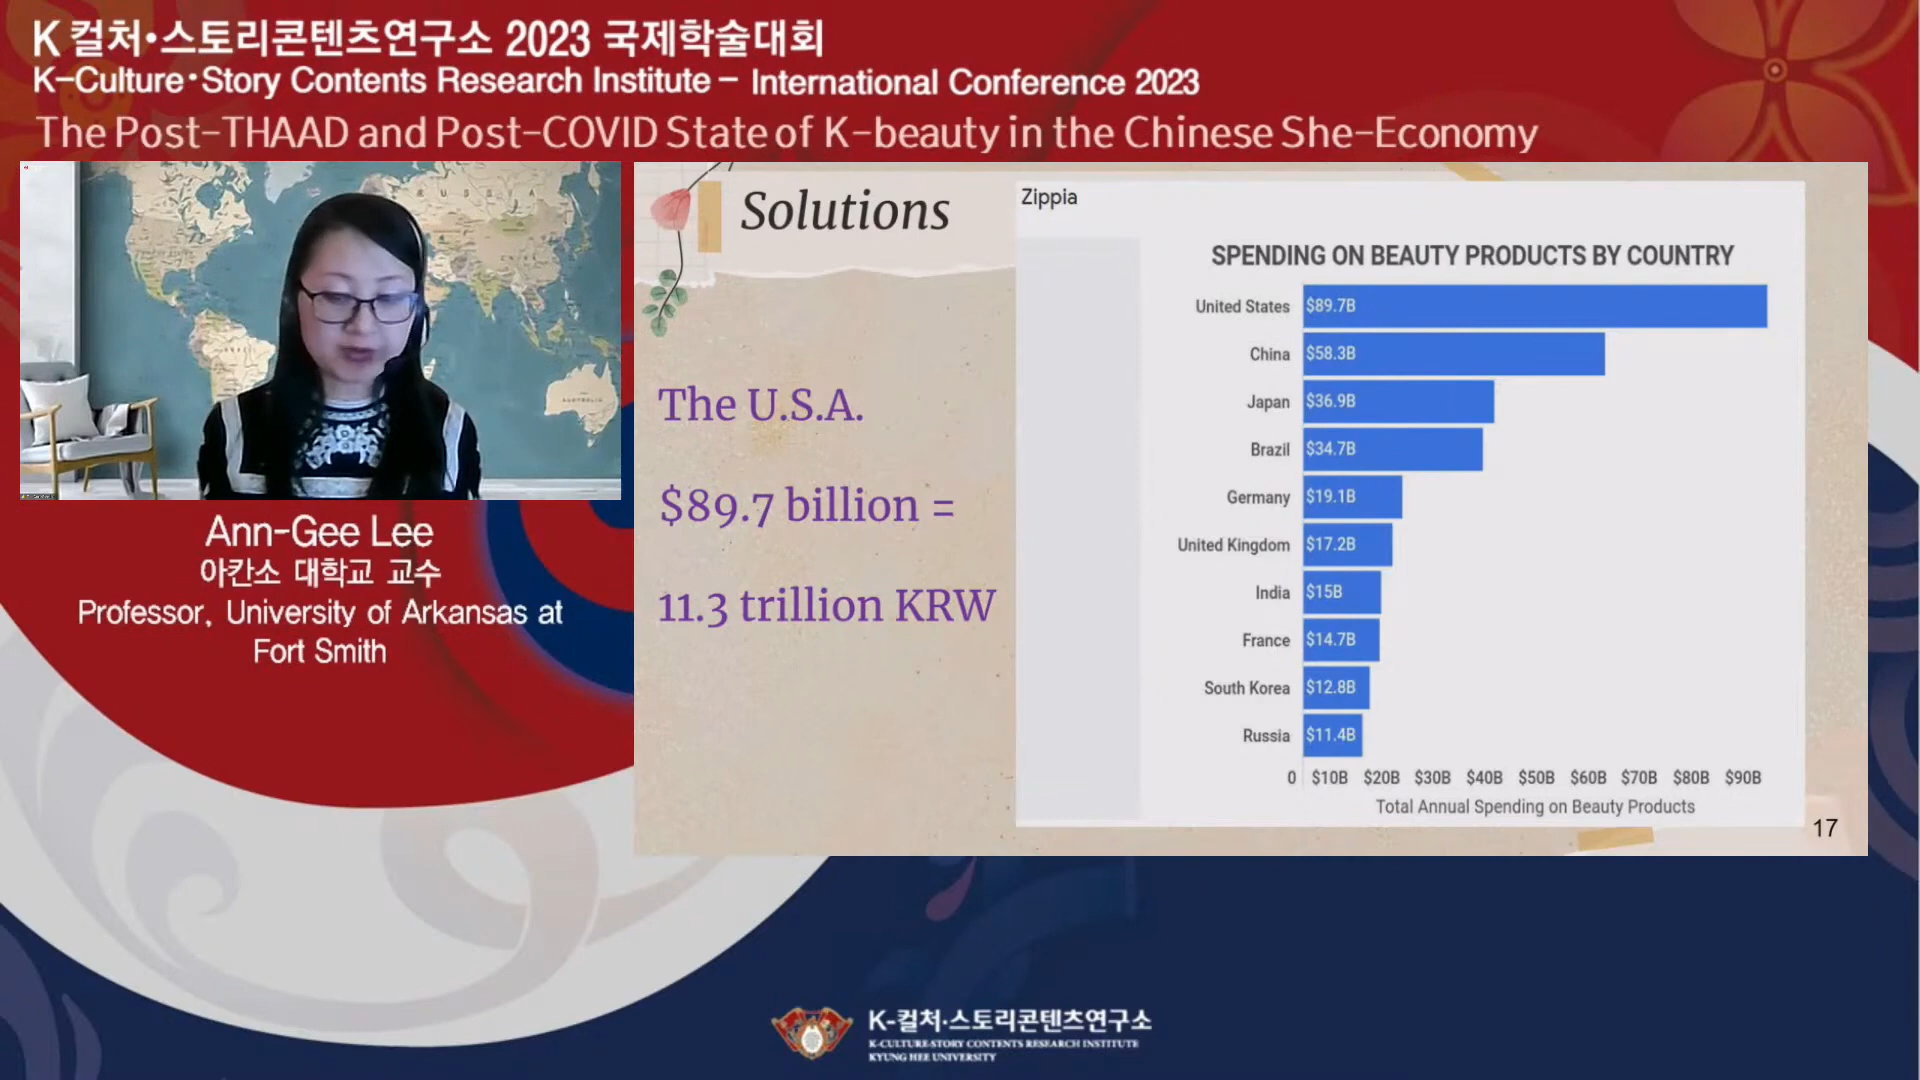 K 컬처•스토리콘텐츠연구소 2023 국제학술대회
K-Culture•Story Contents Research Institute - International Conference 2023
The Post-THAAD and Post-COVID State of K-beauty in the Chinese She-Economy
RUSSIA
CHINA
BRAZIL
AUSTRALIA
Ann-Gee Lee
아칸소 대학교 교수
Professor, University of Arkansas at
Fort Smith
Solutions
The U.S.A.
$89.7 billion =
11.3 trillion KRW
Zippia
SPENDING ON BEAUTY PRODUCTS BY COUNTRY
United States $89.7B
China $58.3B
Japan $36.9B
Brazil $34.7B
Germany $19.1B
United Kingdom $17.2B
India $15B
France $14.7B
South Korea $12.8B
Russia $11.4B
0 $10B $20B $30B $40B $50B $60B $70B $80B $90B
Total Annual Spending on Beauty Products
17
K-컬처•스토리콘텐츠연구소
K-CULTURE•STORY CONTENTS RESEARCH INSTITUTE
KYUNG HEE UNIVERSITY